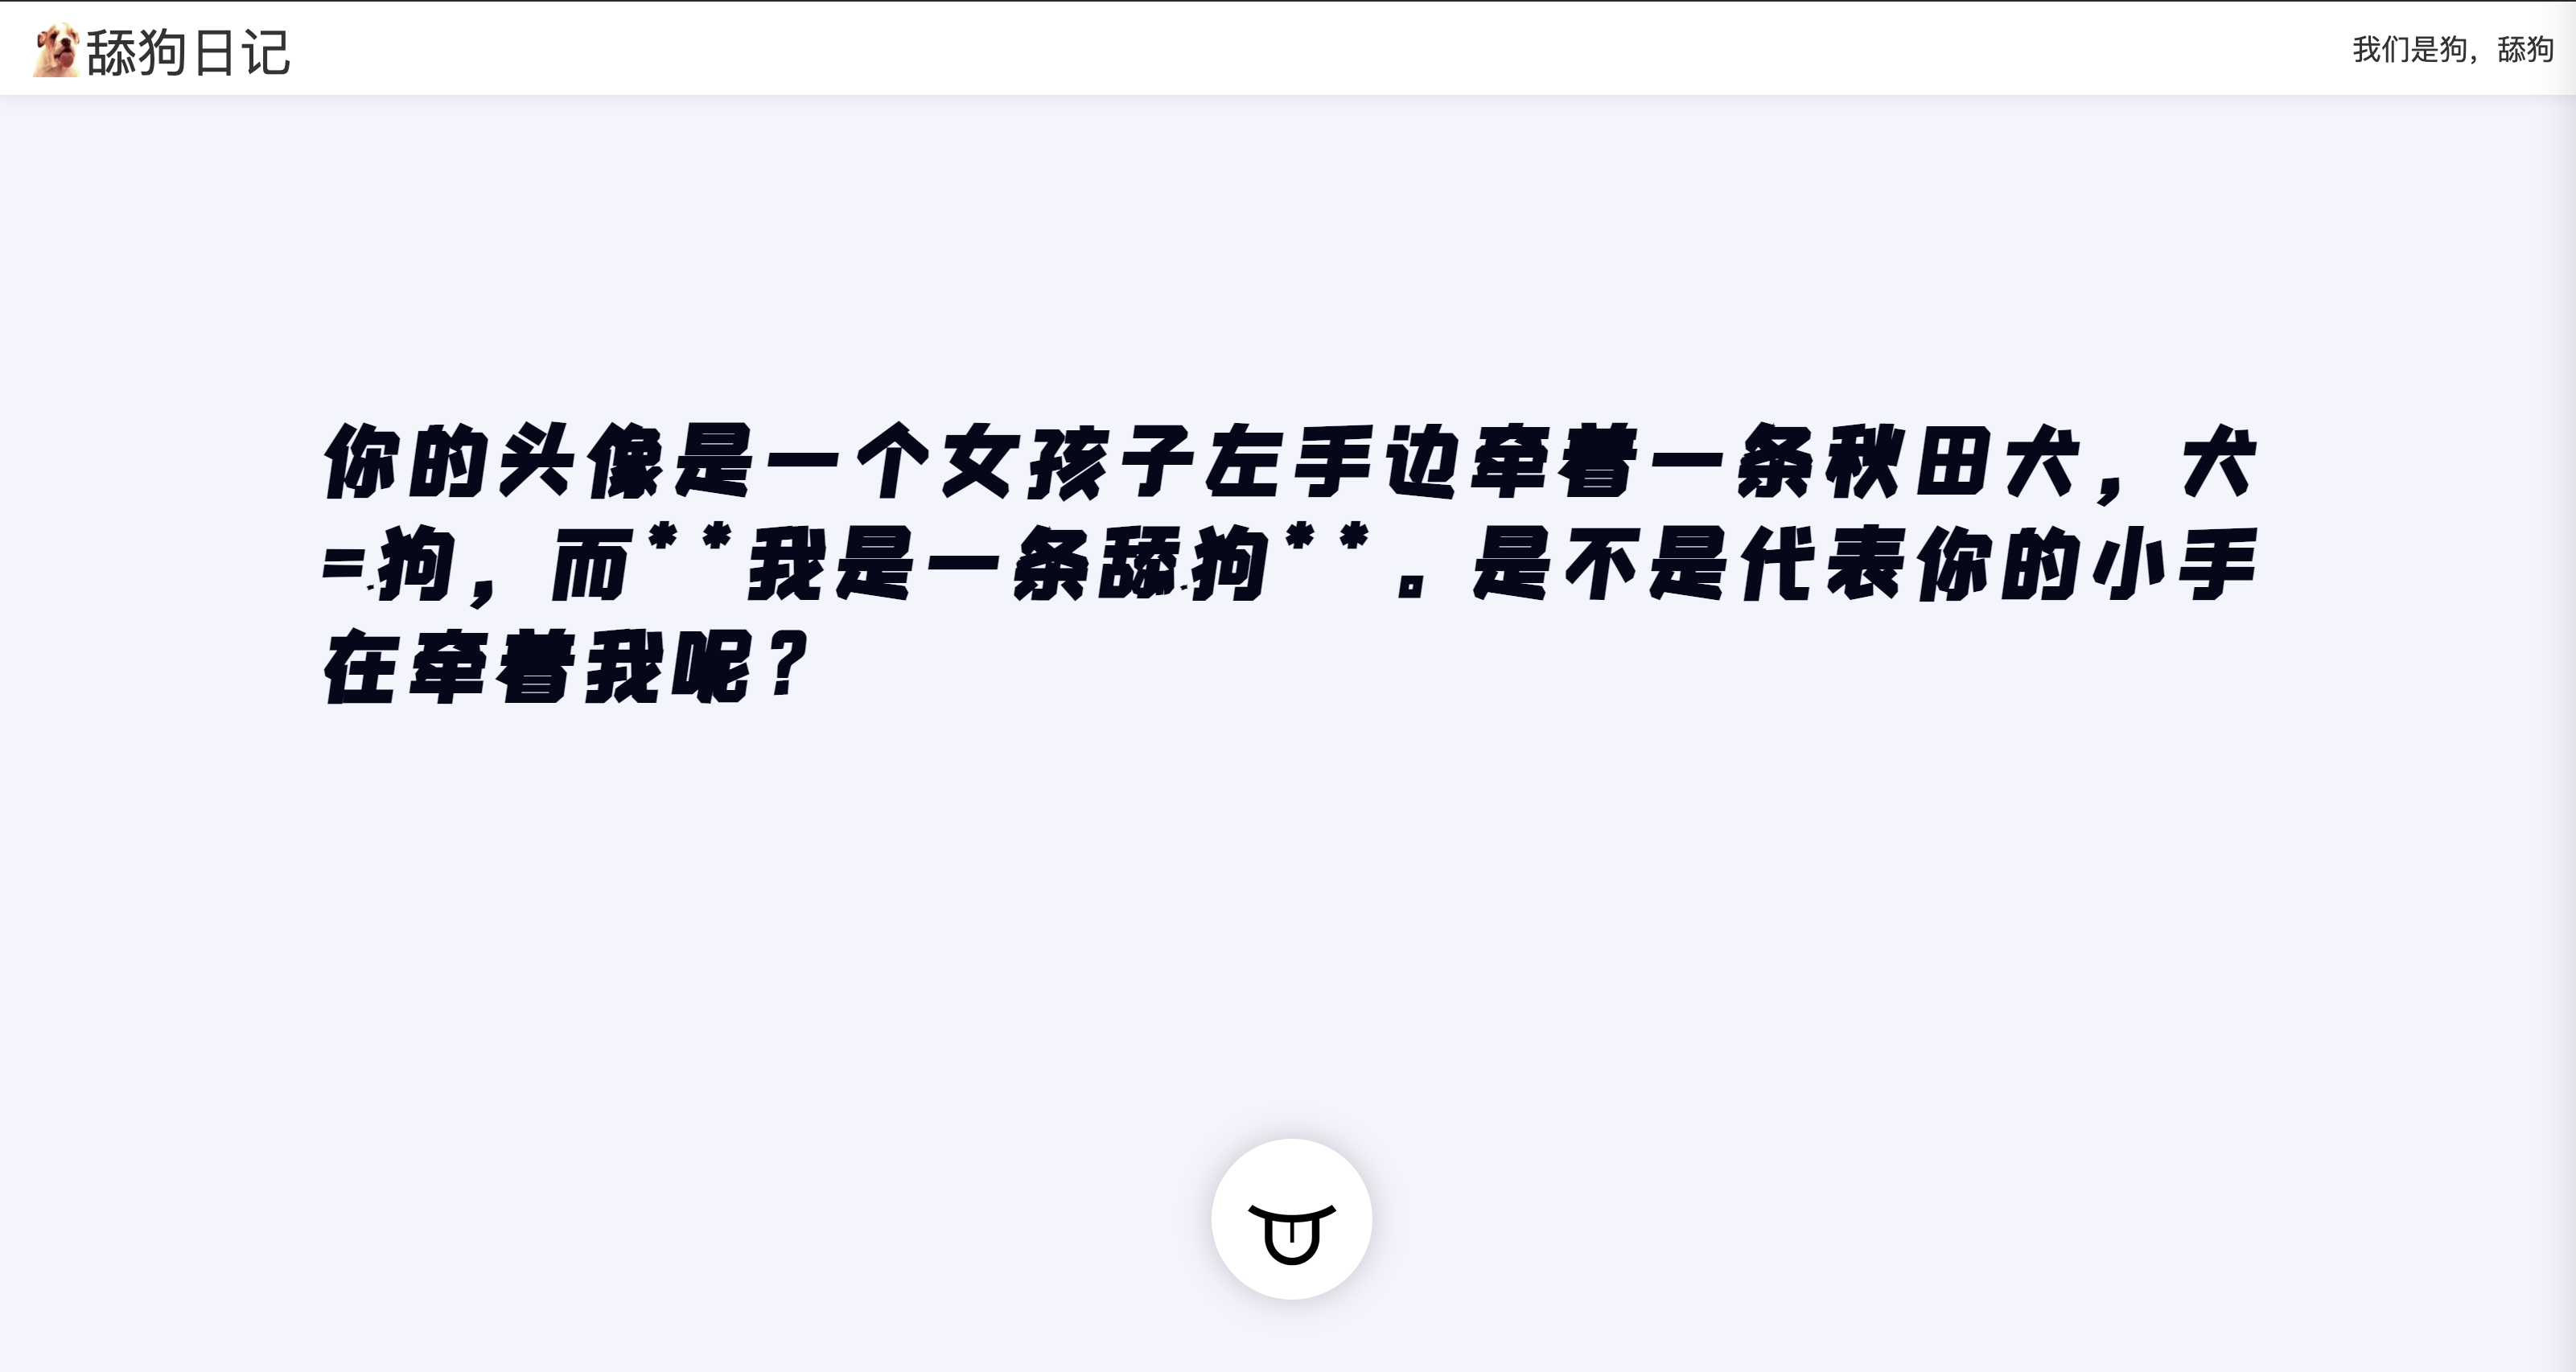 舔狗日记
我们是狗，舔狗
你的头像是一个女孩子左手边牵着一条秋田犬，犬
=狗，而**我是一条舔狗**。是不是代表你的小手
在牵着我呢？